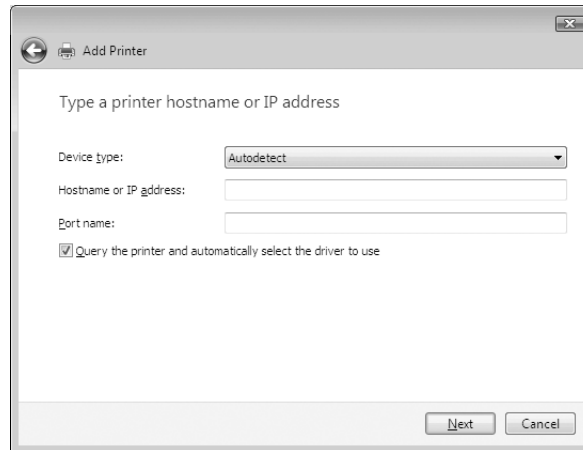 Add Printer
Type a printer hostname or IP address
Device type: Autodetect
Hostname or IP address:
Port name:
Query the printer and automatically select the driver to use
Next Cancel